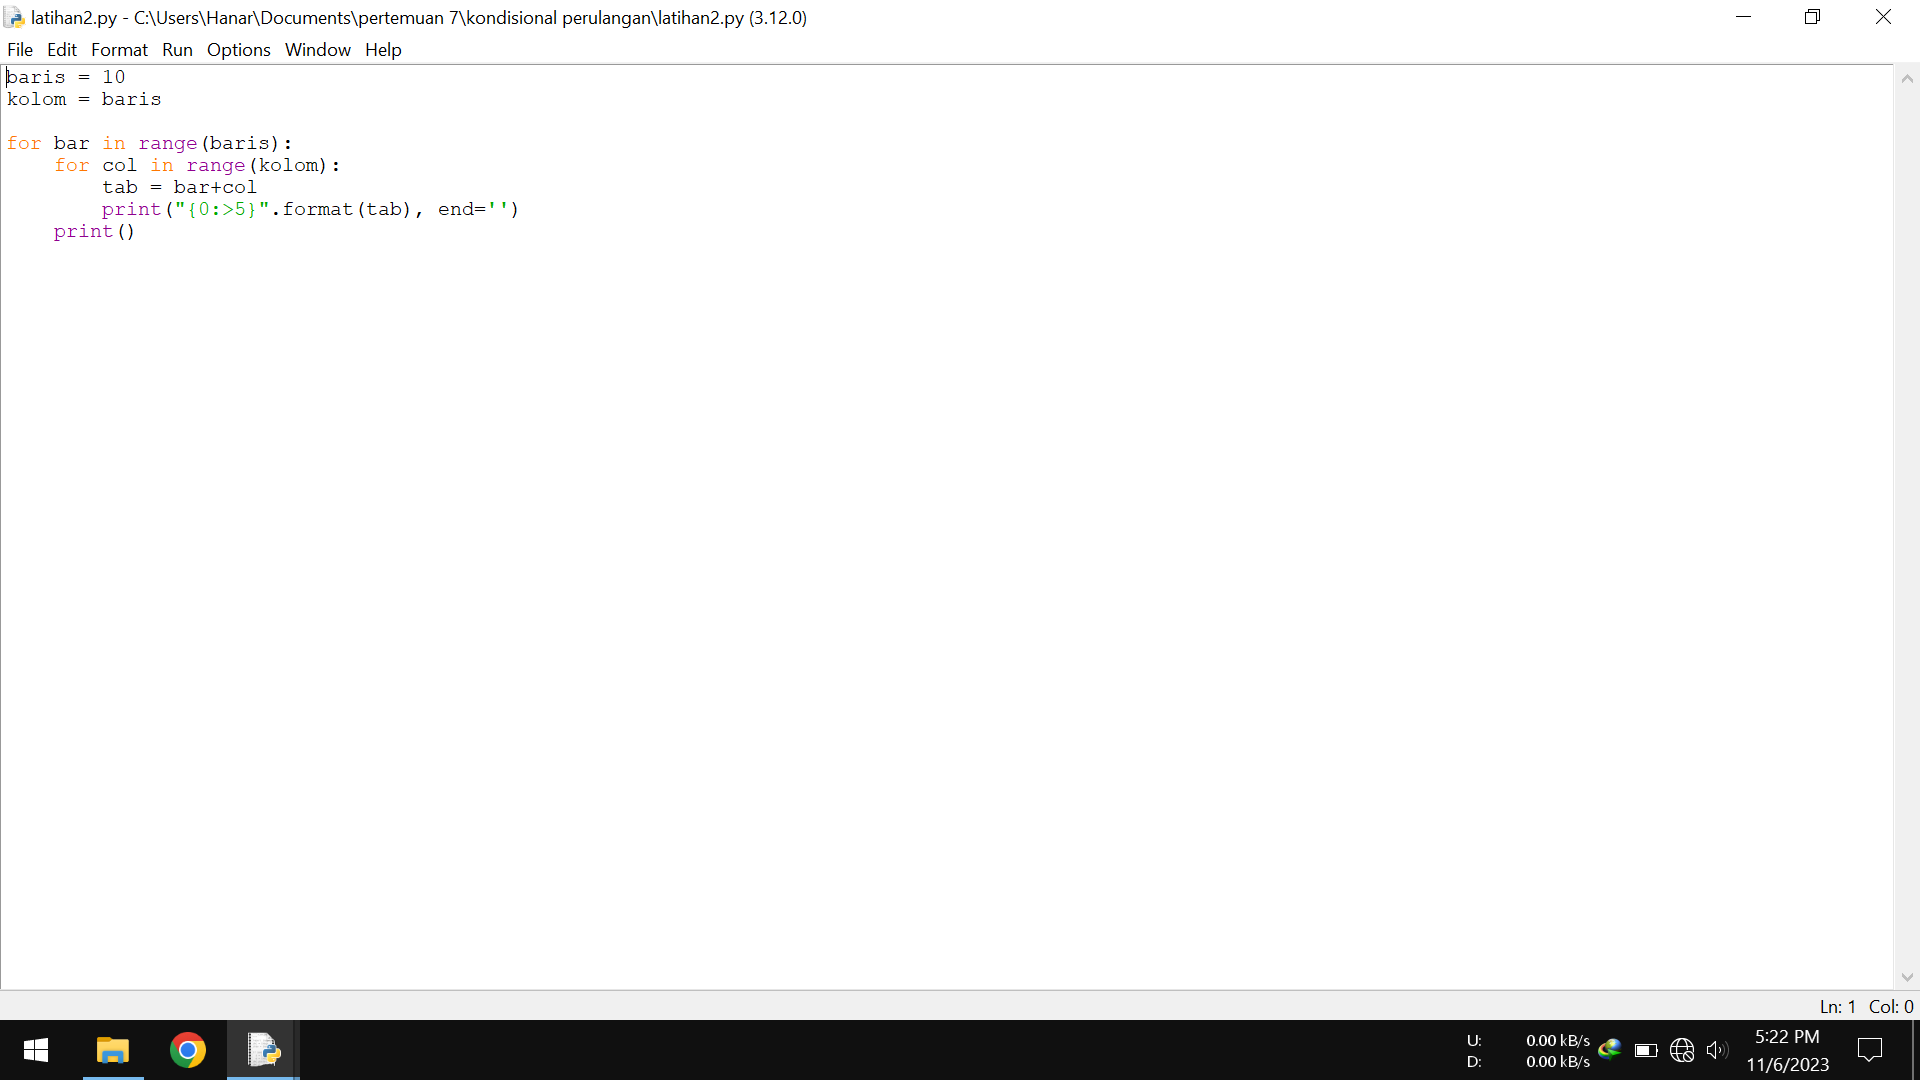 latihan2.py - C:\Users\Hanar\Documents\pertemuan 7\kondisional perulangan\latihan2.py (3.12.0)
File Edit Format Run Options Window Help
baris = 10
kolom = baris

for bar in range(baris):
    for col in range(kolom):
        tab = bar+col
        print("{0:>5}".format(tab), end='')
    print()
Ln: 1 Col: 0
U: 0.00 kB/s
D: 0.00 kB/s
5:22 PM
11/6/2023